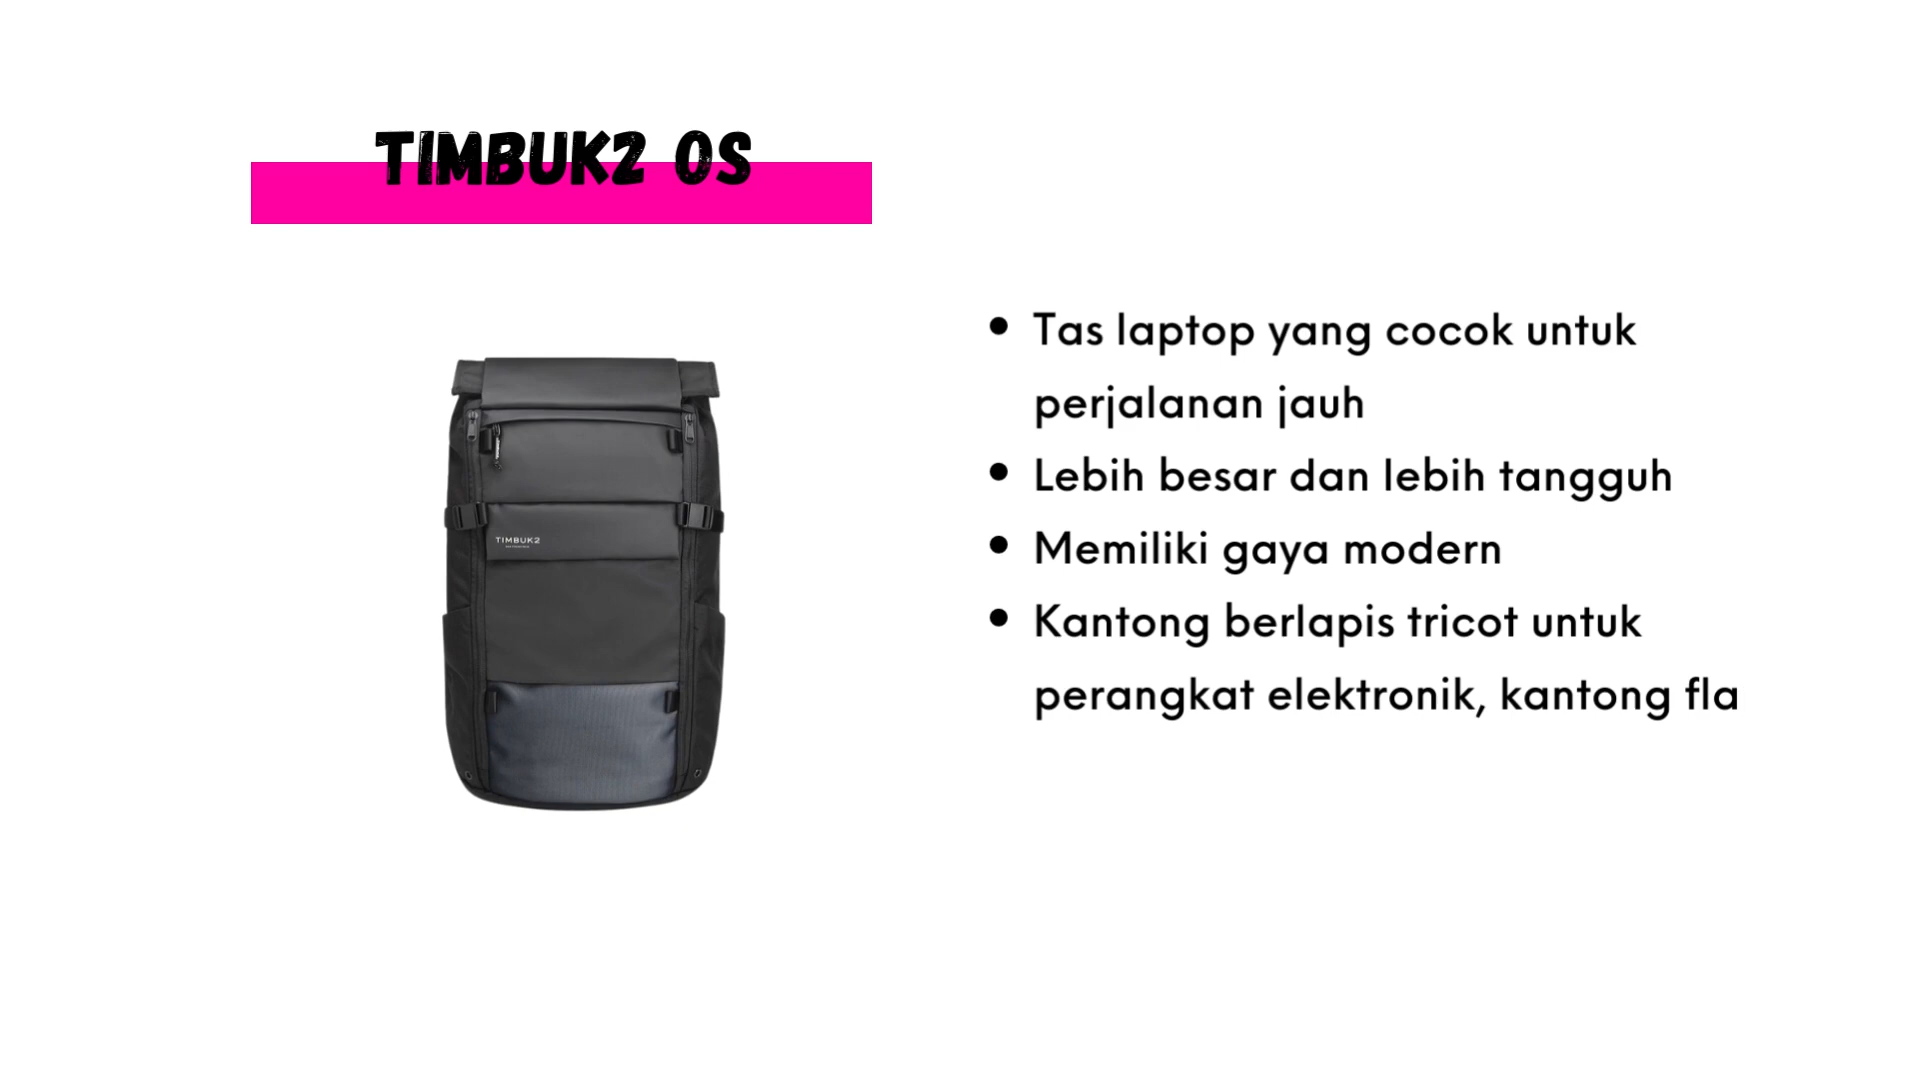 TIMBUK2 OS
TIMBUK2
Tas laptop yang cocok untuk
perjalanan jauh
Lebih besar dan lebih tangguh
Memiliki gaya modern
Kantong berlapis tricot untuk
perangkat elektronik, kantong fla